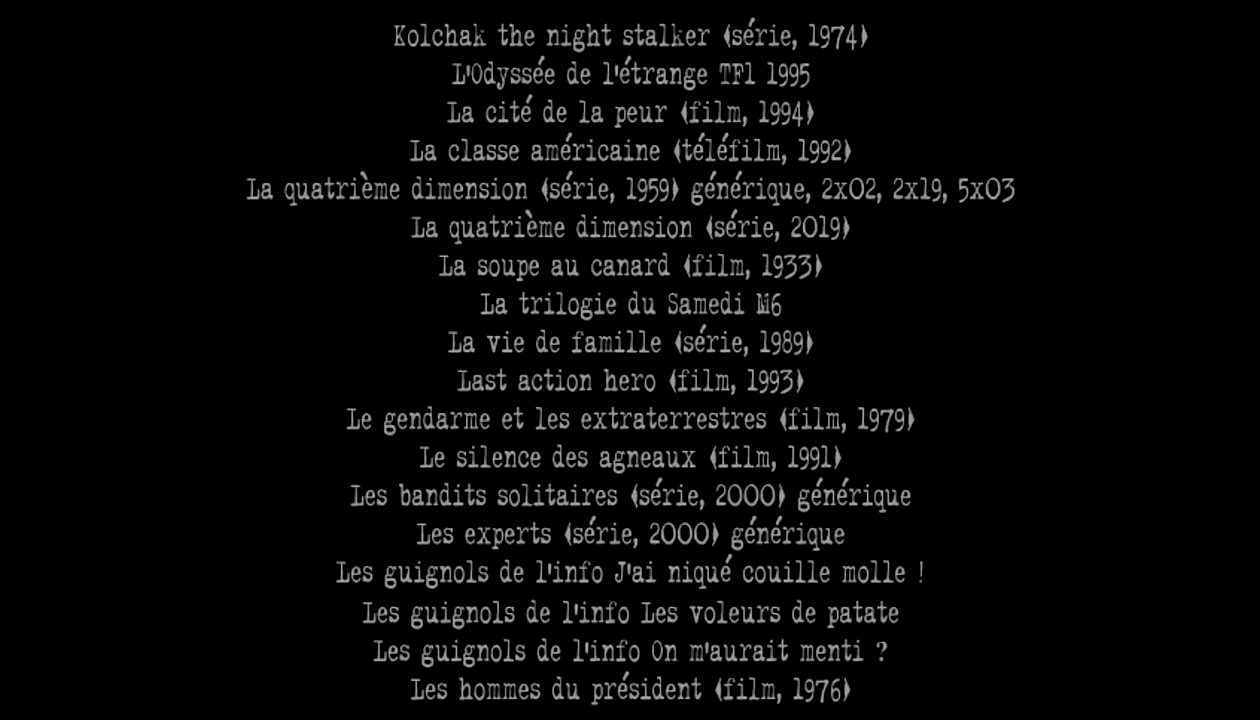 Kolchak the night stalker (série, 1974)
L'Odyssée de l'étrange TF1 1995
La cité de la peur (film, 1994)
La classe américaine (téléfilm, 1992)
La quatrième dimension (série, 1959) générique, 2x02, 2x19, 5x03
La quatrième dimension (série, 2019)
La soupe au canard (film, 1933)
La trilogie du Samedi M6
La vie de famille (série, 1989)
Last action hero (film, 1993)
Le gendarme et les extraterrestres (film, 1979)
Le silence des agneaux (film, 1991)
Les bandits solitaires (série, 2000) générique
Les experts (série, 2000) générique
Les guignols de l'info J'ai niqué couille molle !
Les guignols de l'info Les voleurs de patate
Les guignols de l'info On m'aurait menti ?
Les hommes du président (film, 1976)